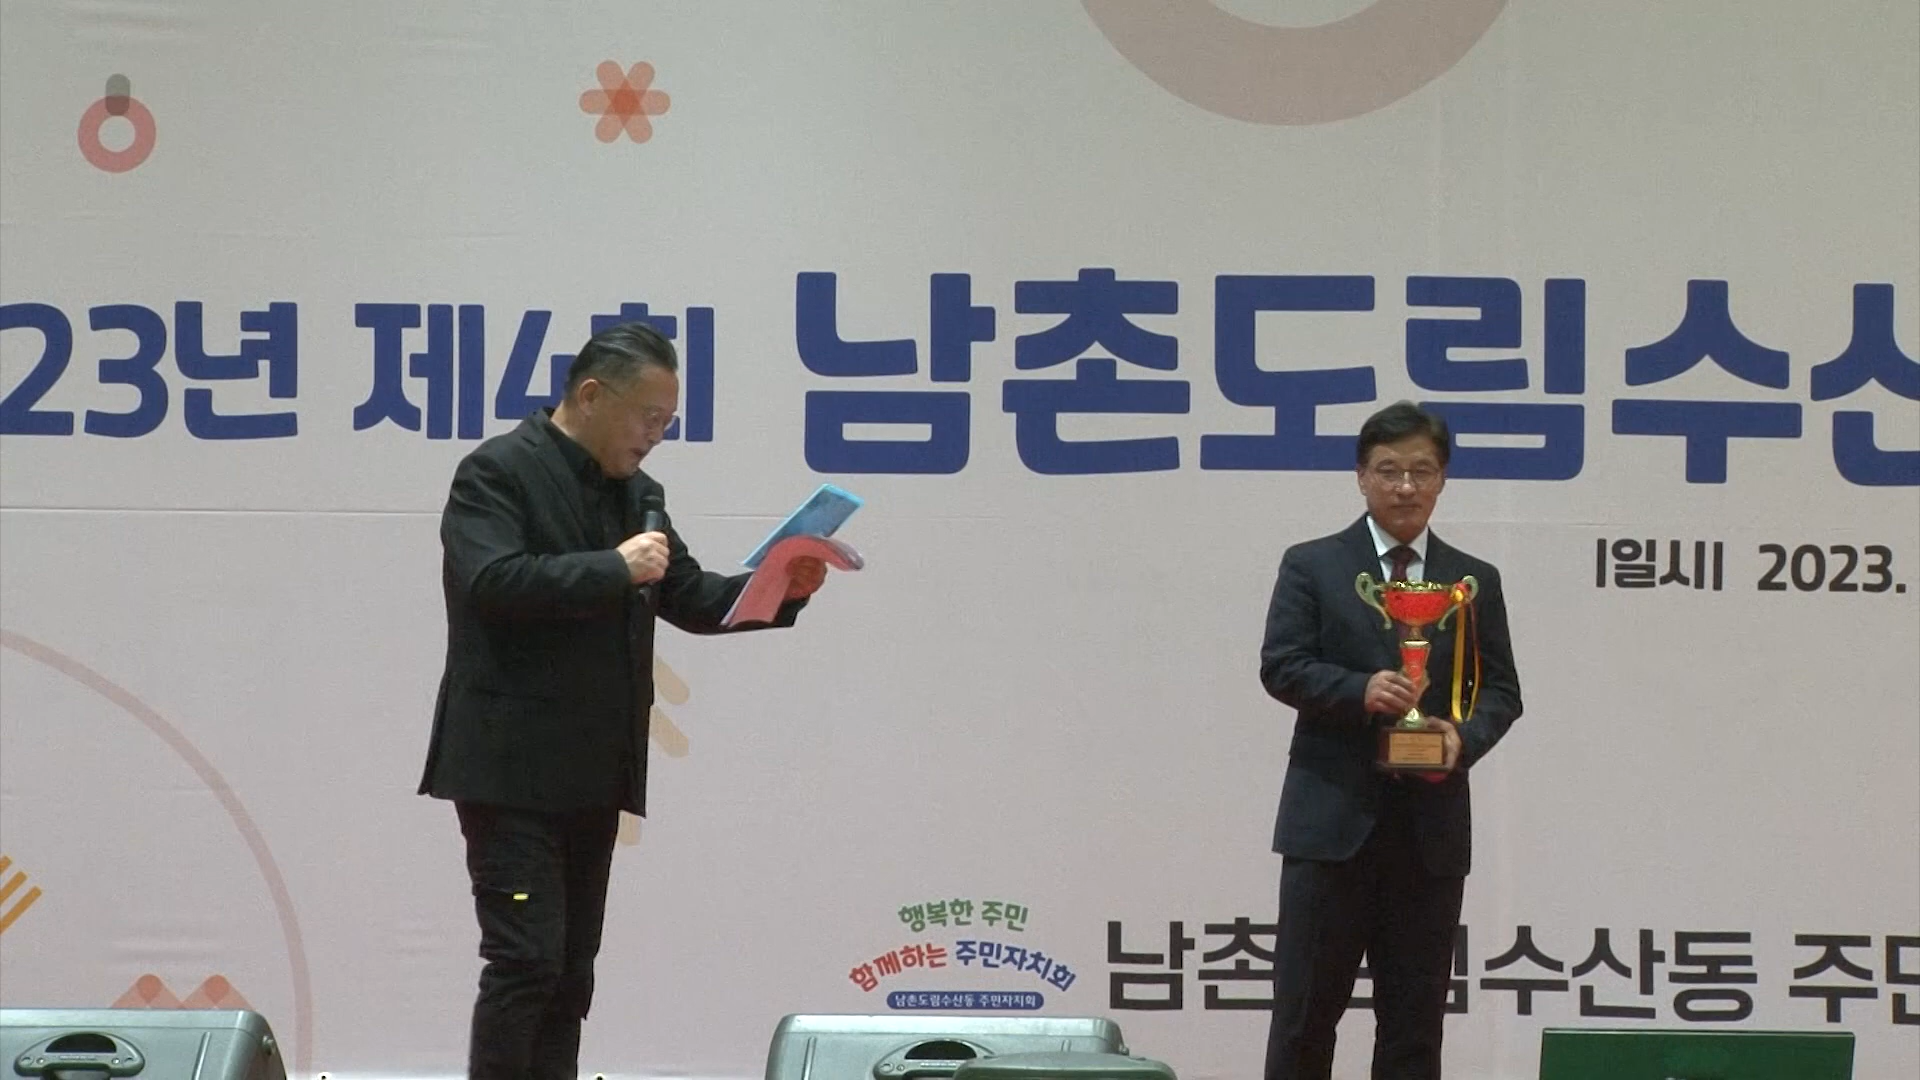 23년 제4회 남촌도림수산
|일시| 2023.
행복한 주민
함께하는 주민자치회
남촌도림수산동 주민자치회
남촌도림수산동 주민